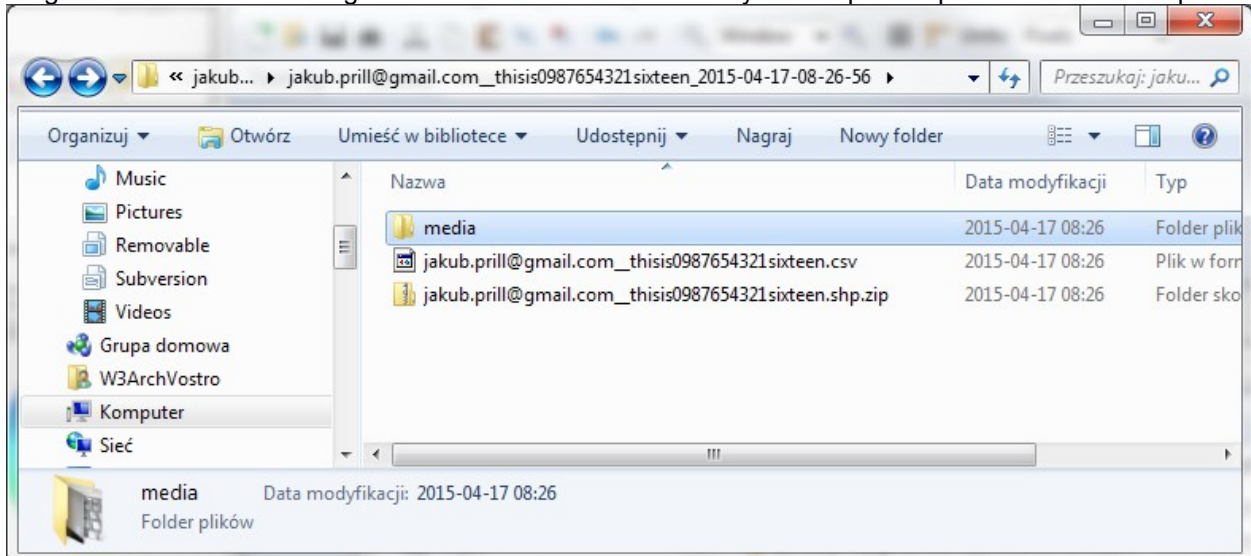 « jakub... ▸ jakub.prill@gmail.com__thisis0987654321sixteen_2015-04-17-08-26-56 ▸ Przeszukaj: jaku...
Organizuj Otwórz Umieść w bibliotece Udostępnij Nagraj Nowy folder
Music
Pictures
Removable
Subversion
Videos
Grupa domowa
W3ArchVostro
Komputer
Sieć
Nazwa Data modyfikacji Typ
media 2015-04-17 08:26 Folder plik
jakub.prill@gmail.com__thisis0987654321sixteen.csv 2015-04-17 08:26 Plik w forn
jakub.prill@gmail.com__thisis0987654321sixteen.shp.zip 2015-04-17 08:26 Folder sko
media Data modyfikacji: 2015-04-17 08:26
Folder plików